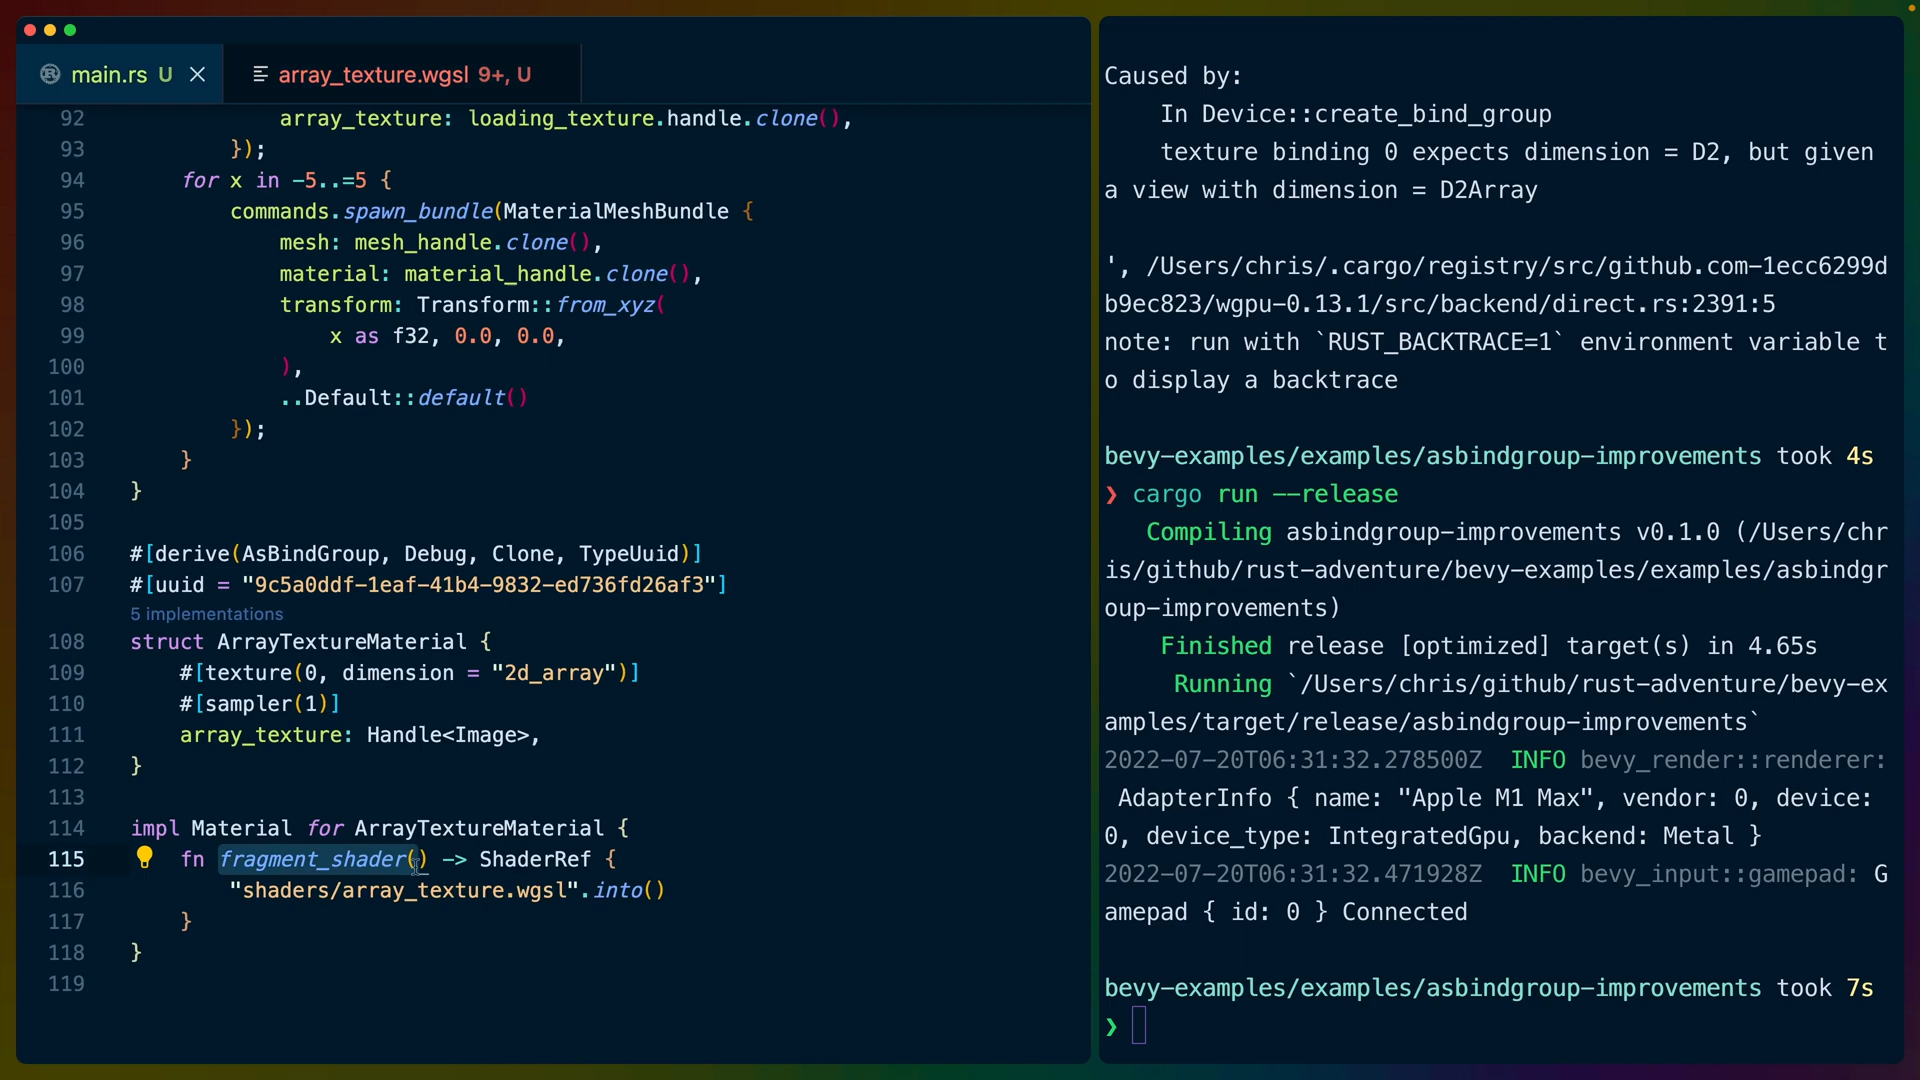 main.rs U
array_texture.wgsl 9+, U
92 array_texture: loading_texture.handle.clone(),
93 });
94 for x in -5..=5 {
95 commands.spawn_bundle(MaterialMeshBundle {
96 mesh: mesh_handle.clone(),
97 material: material_handle.clone(),
98 transform: Transform::from_xyz(
99 x as f32, 0.0, 0.0,
100 ),
101 ..Default::default()
102 });
103 }
104 }
105
106 #[derive(AsBindGroup, Debug, Clone, TypeUuid)]
107 #[uuid = "9c5a0ddf-1eaf-41b4-9832-ed736fd26af3"]
5 implementations
108 struct ArrayTextureMaterial {
109 #[texture(0, dimension = "2d_array")]
110 #[sampler(1)]
111 array_texture: Handle<Image>,
112 }
113
114 impl Material for ArrayTextureMaterial {
115 fn fragment_shader() -> ShaderRef {
116 "shaders/array_texture.wgsl".into()
117 }
118 }
119
Caused by:
In Device::create_bind_group
texture binding 0 expects dimension = D2, but given
a view with dimension = D2Array
', /Users/chris/.cargo/registry/src/github.com-1ecc6299d
b9ec823/wgpu-0.13.1/src/backend/direct.rs:2391:5
note: run with `RUST_BACKTRACE=1` environment variable t
o display a backtrace
bevy-examples/examples/asbindgroup-improvements took 4s
❯ cargo run --release
Compiling asbindgroup-improvements v0.1.0 (/Users/chr
is/github/rust-adventure/bevy-examples/examples/asbindgr
oup-improvements)
Finished release [optimized] target(s) in 4.65s
Running `/Users/chris/github/rust-adventure/bevy-ex
amples/target/release/asbindgroup-improvements`
2022-07-20T06:31:32.278500Z INFO bevy_render::renderer:
AdapterInfo { name: "Apple M1 Max", vendor: 0, device:
0, device_type: IntegratedGpu, backend: Metal }
2022-07-20T06:31:32.471928Z INFO bevy_input::gamepad: G
amepad { id: 0 } Connected
bevy-examples/examples/asbindgroup-improvements took 7s
❯